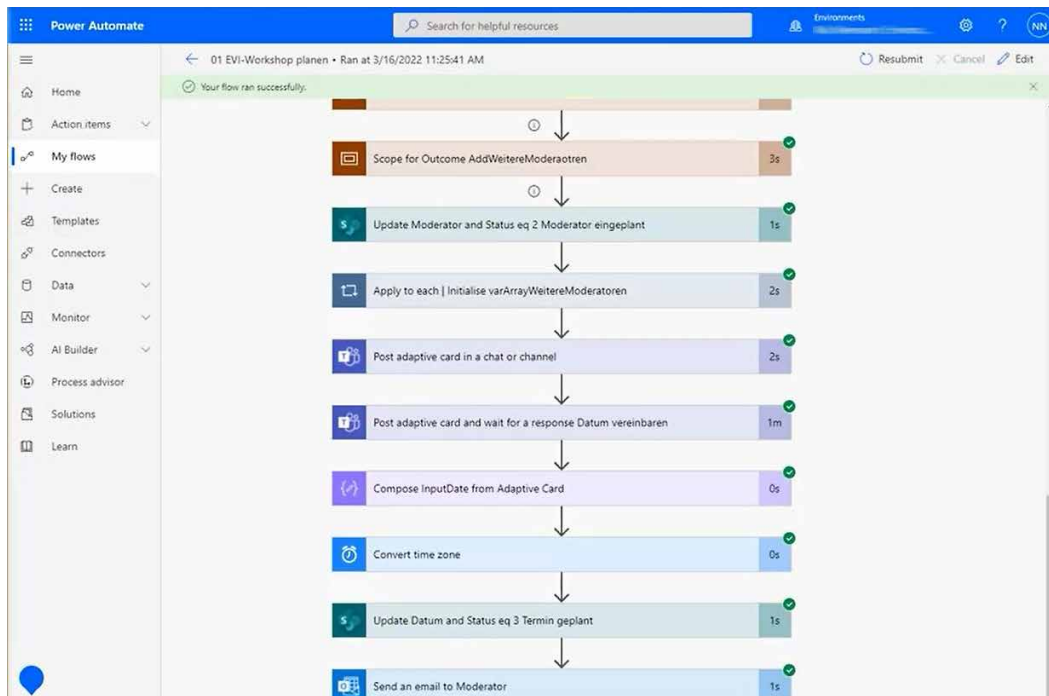 Power Automate
Search for helpful resources
Environments
NN
01 EVI-Workshop planen • Ran at 3/16/2022 11:25:41 AM
Resubmit
Cancel
Edit
Your flow ran successfully.
Home
Action items
My flows
Create
Templates
Connectors
Data
Monitor
AI Builder
Process advisor
Solutions
Learn
Scope for Outcome AddWeitereModeraotren
3s
Update Moderator and Status eq 2 Moderator eingeplant
1s
Apply to each | Initialise varArrayWeitereModeratoren
2s
Post adaptive card in a chat or channel
2s
Post adaptive card and wait for a response Datum vereinbaren
1m
Compose InputDate from Adaptive Card
0s
Convert time zone
0s
Update Datum and Status eq 3 Termin geplant
1s
Send an email to Moderator
1s